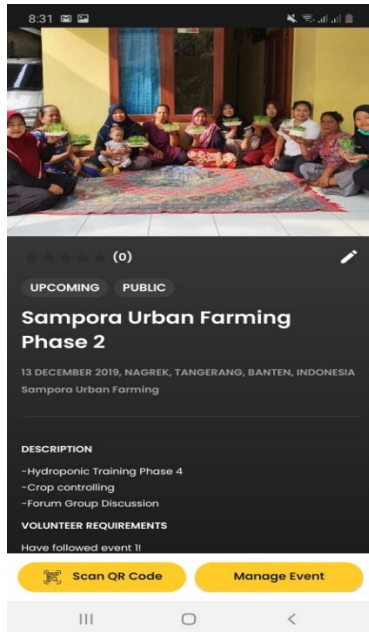 8:31
(0)
UPCOMING PUBLIC
Sampora Urban Farming
Phase 2
13 DECEMBER 2019, NAGREK, TANGERANG, BANTEN, INDONESIA
Sampora Urban Farming
DESCRIPTION
-Hydroponic Training Phase 4
-Crop controlling
-Forum Group Discussion
VOLUNTEER REQUIREMENTS
Have followed event 1!
Scan QR Code Manage Event